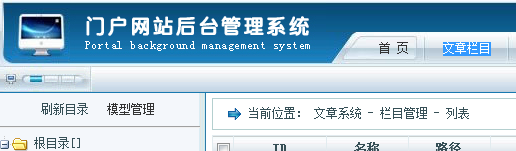 门户网站后台管理系统
Portal background management system
首 页 文章栏目
刷新目录 模型管理
当前位置: 文章系统 - 栏目管理 - 列表
根目录[]
ID 名称 路径